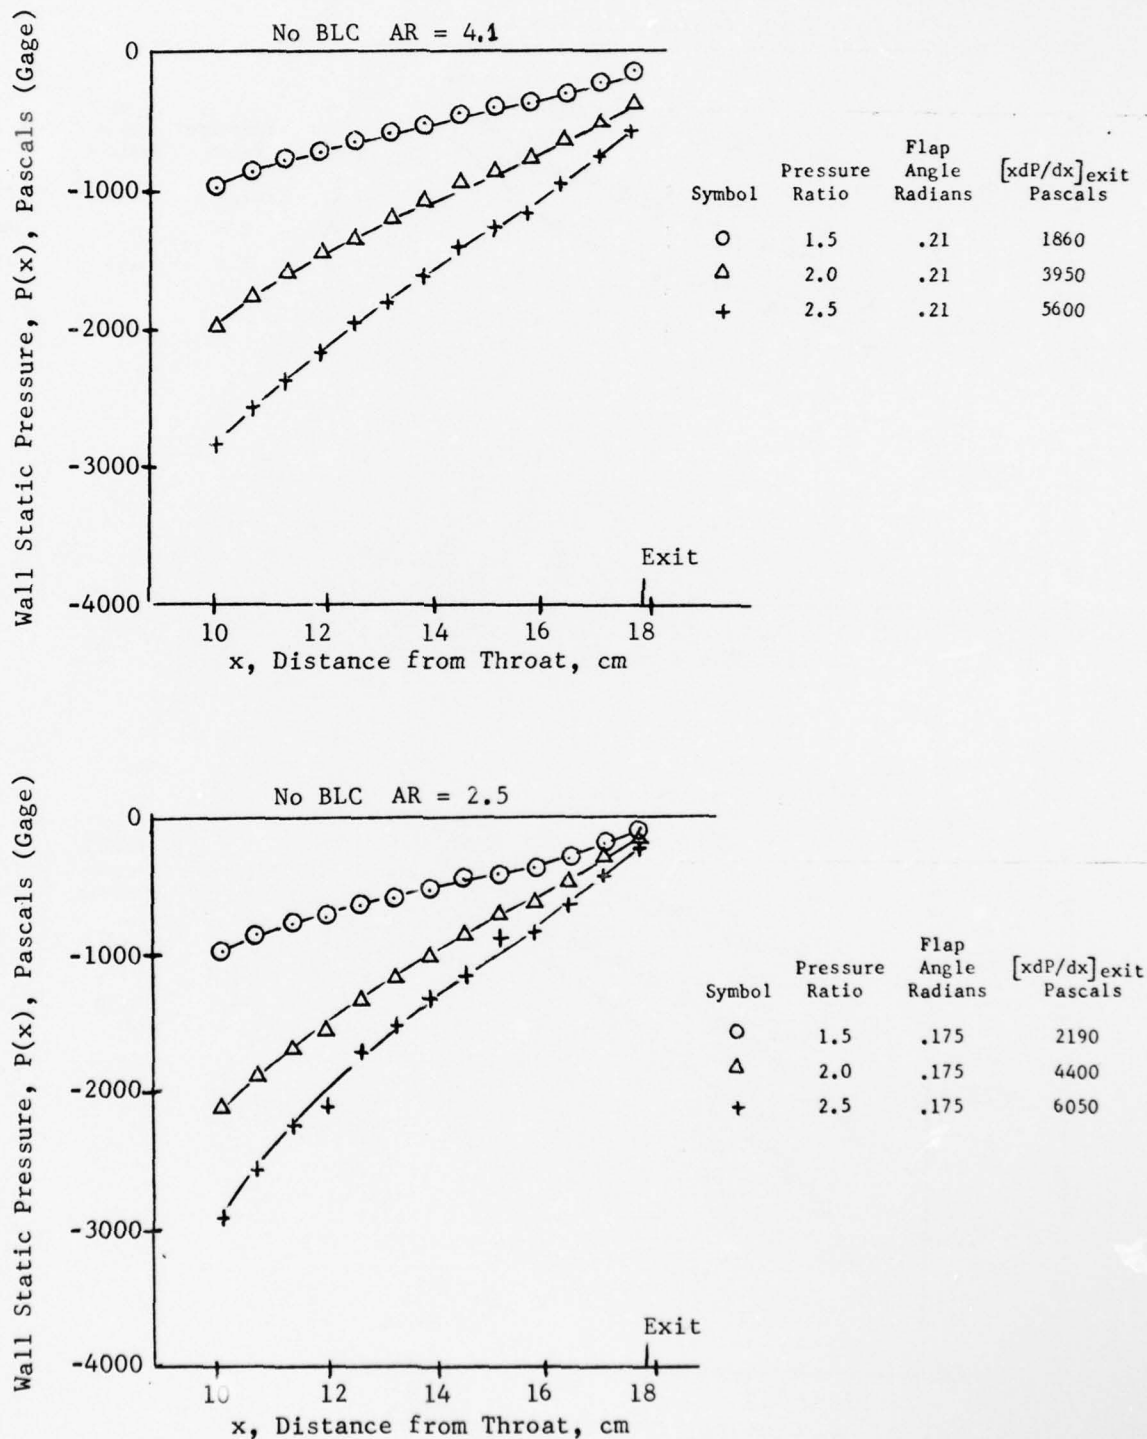 No BLC AR = 4.1
Wall Static Pressure, P(x), Pascals (Gage)
0
-1000
-2000
-3000
-4000
Exit
10 12 14 16 18
x, Distance from Throat, cm
Symbol Pressure Ratio Flap Angle Radians [xdP/dx]exit Pascals
1.5 .21 1860
2.0 .21 3950
2.5 .21 5600
No BLC AR = 2.5
Wall Static Pressure, P(x), Pascals (Gage)
0
-1000
-2000
-3000
-4000
Exit
10 12 14 16 18
x, Distance from Throat, cm
Symbol Pressure Ratio Flap Angle Radians [xdP/dx]exit Pascals
1.5 .175 2190
2.0 .175 4400
2.5 .175 6050